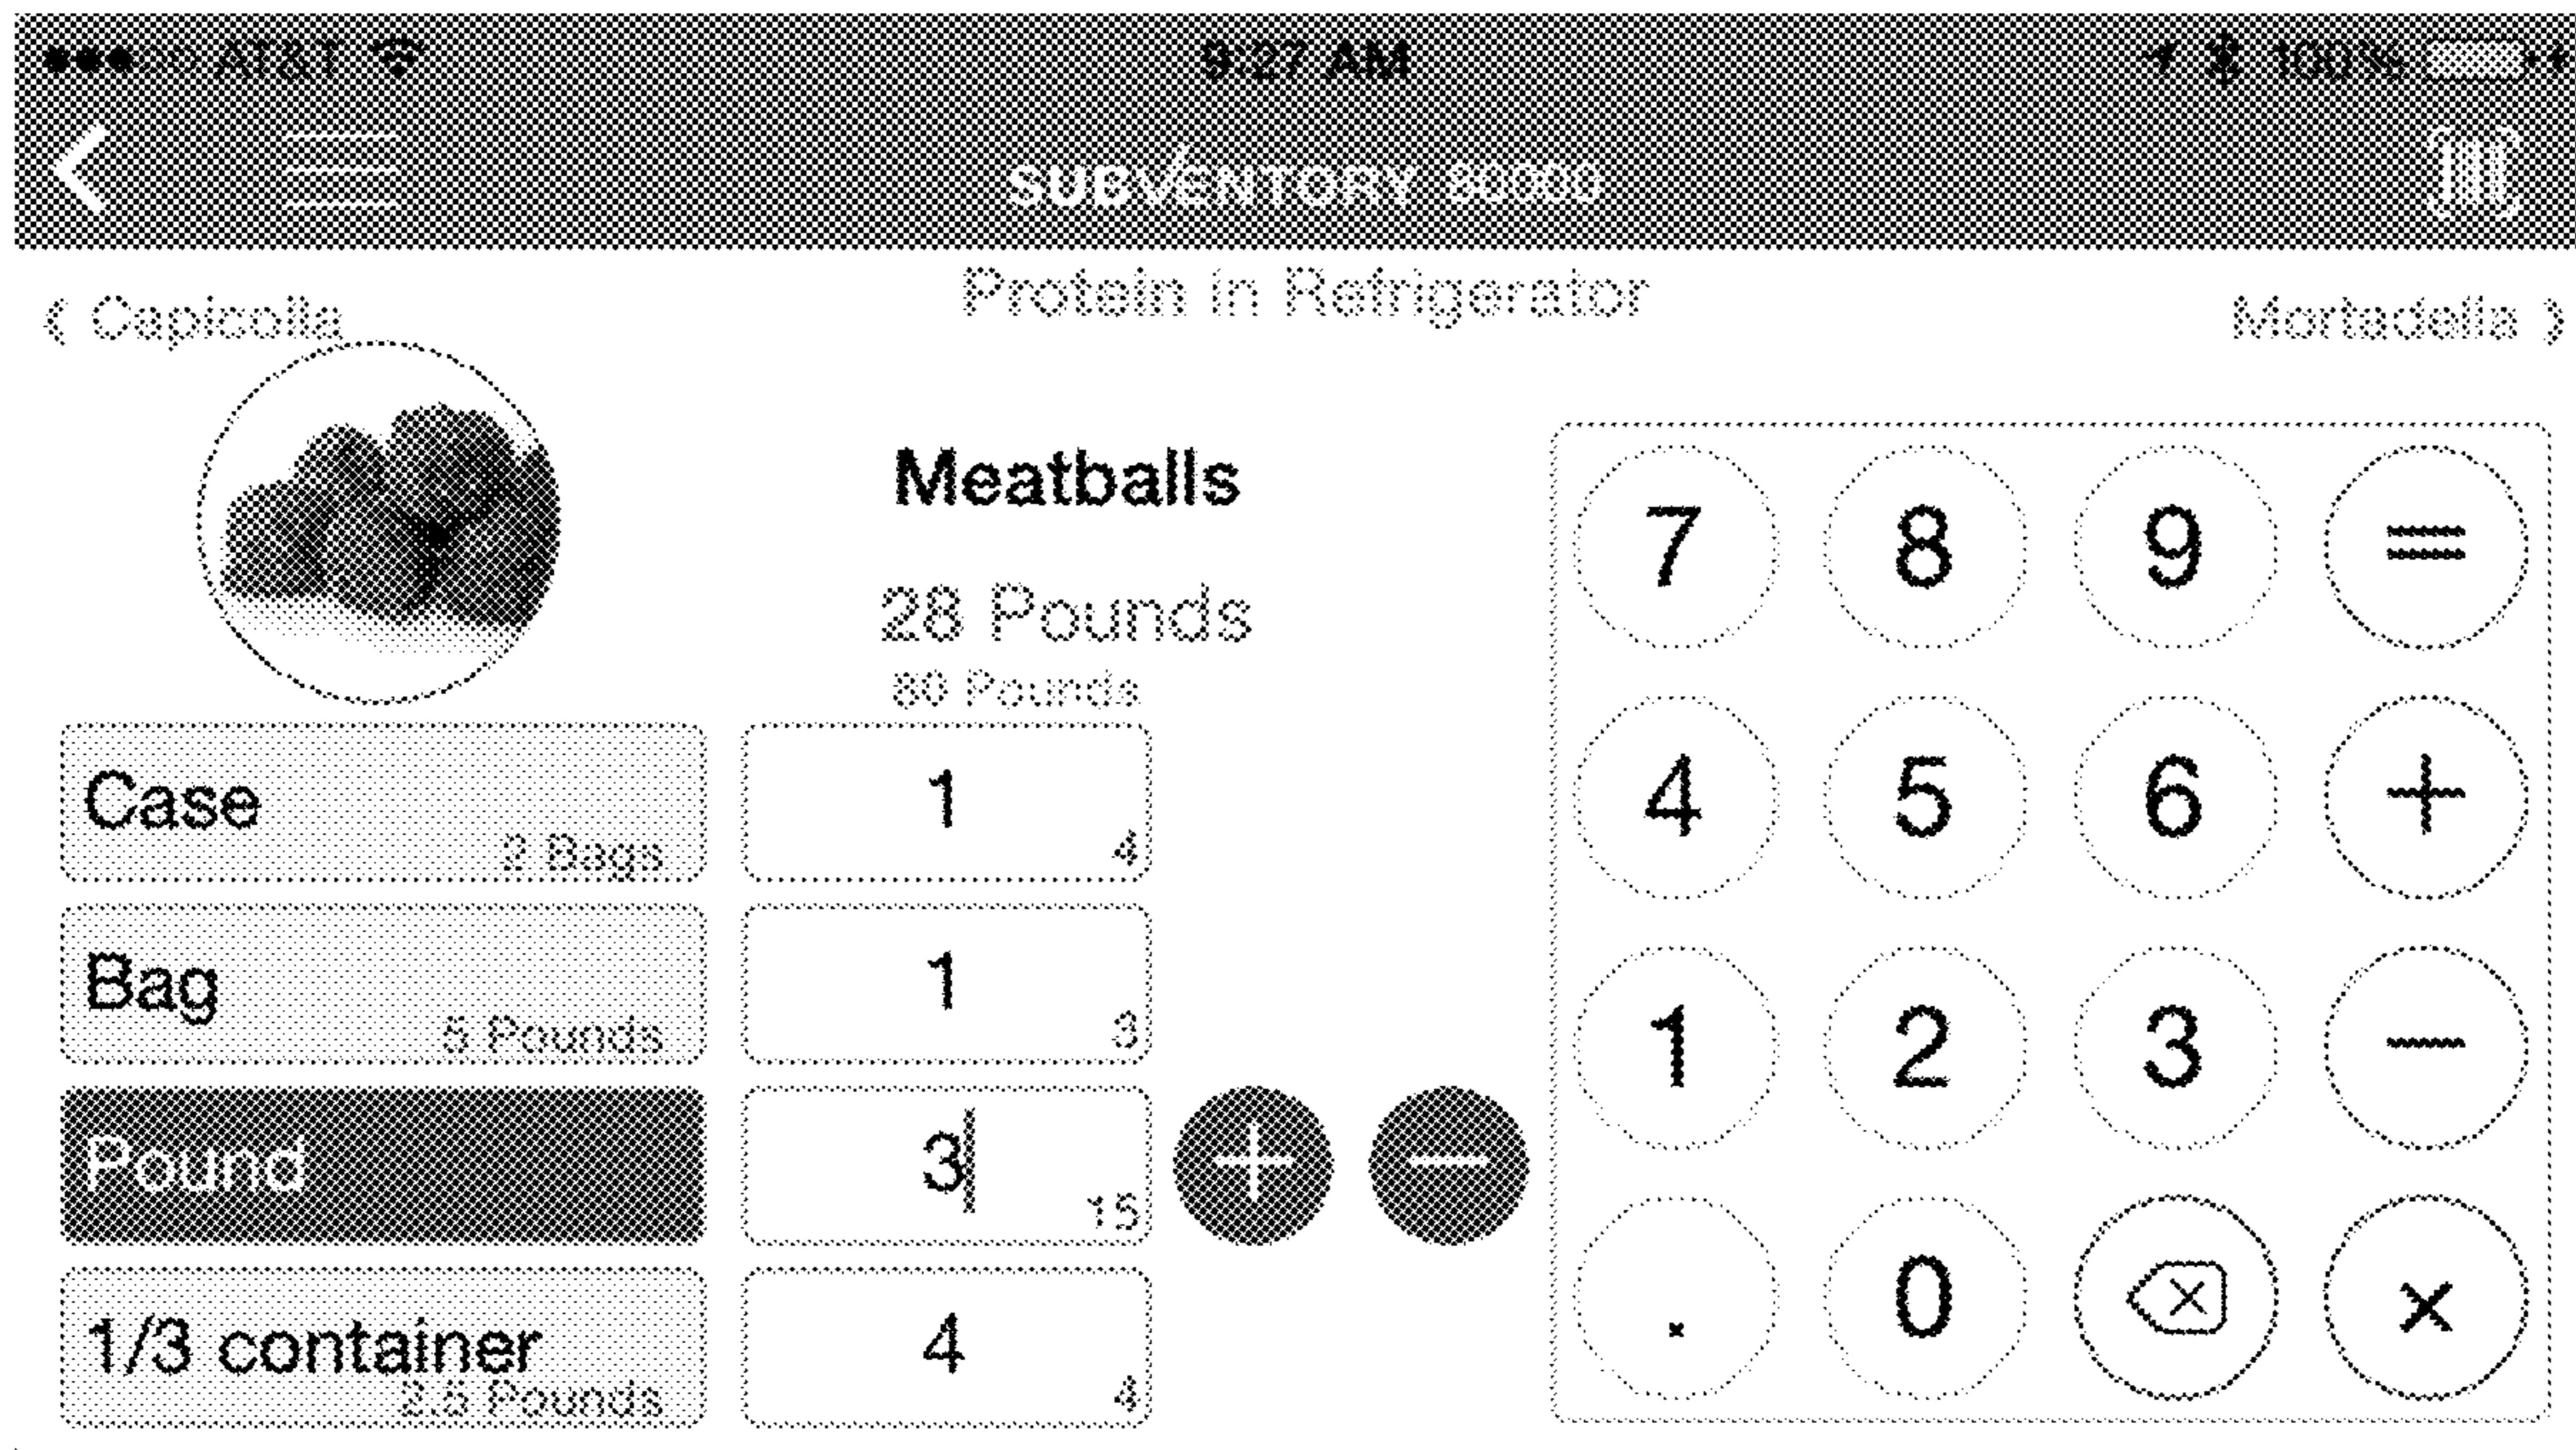 AT&T 9:27 AM 100%
SUBVENTORY 80000
Protein in Refrigerator
Capicolla
Mortadella
Meatballs
28 Pounds
80 Pounds
Case
2 Bags
1
4
Bag
5 Pounds
1
3
Pound
3
15
+ −
1/3 container
2.5 Pounds
4
4
7 8 9 =
4 5 6 +
1 2 3 −
. 0 ×